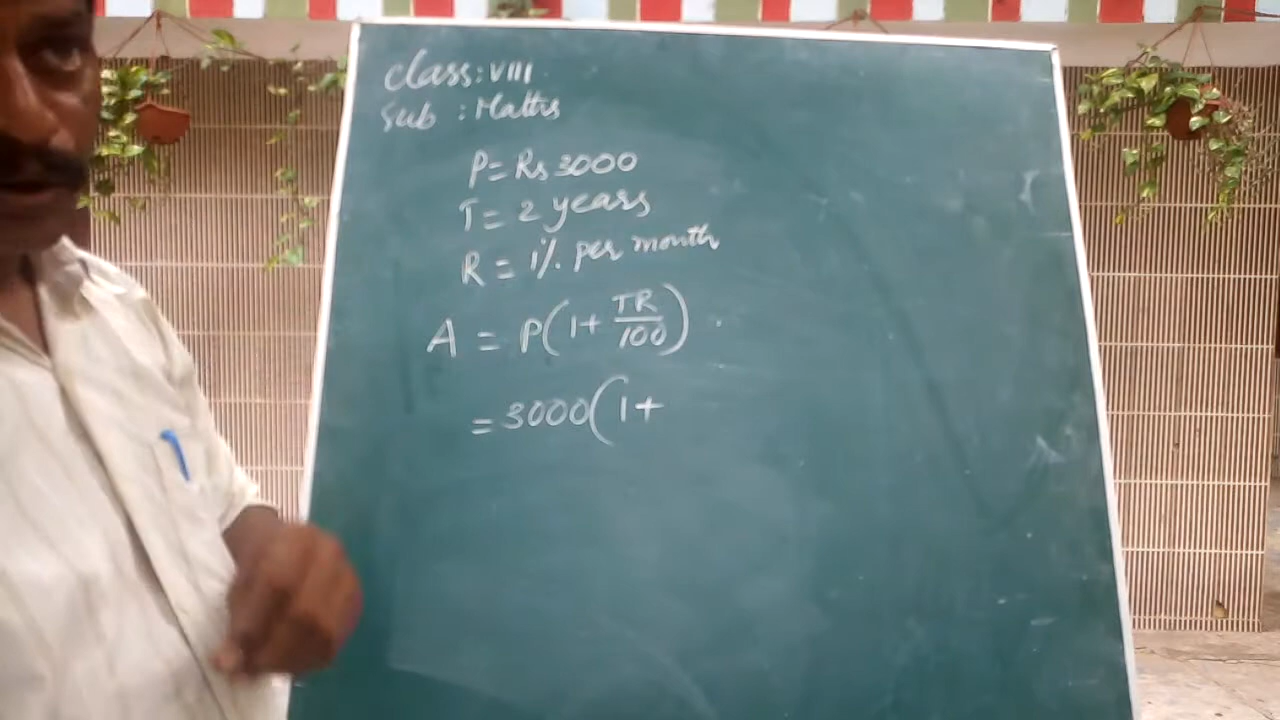 Class: VIII
Sub : Maths
P = Rs 3000
T = 2 years
R = 1% per month
A = P(1 + TR/100).
= 3000(1 +